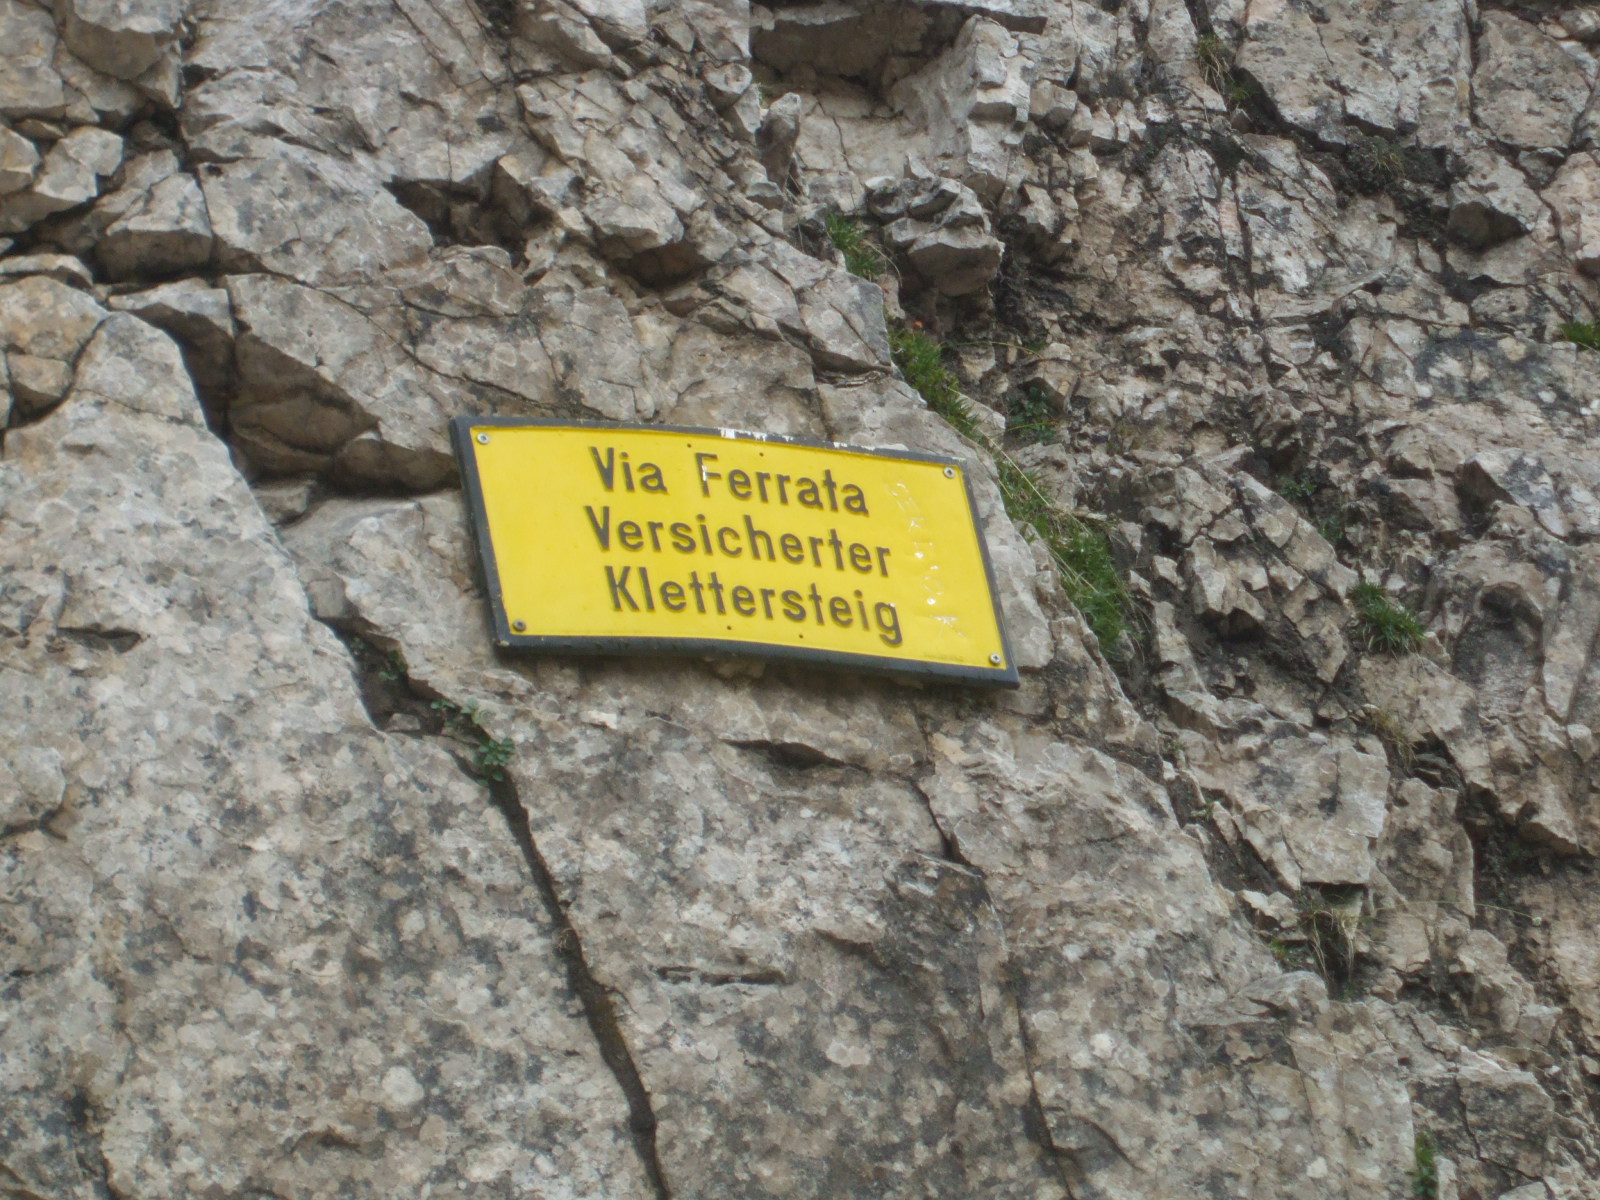 Via Ferrata
Versicherter
Klettersteig